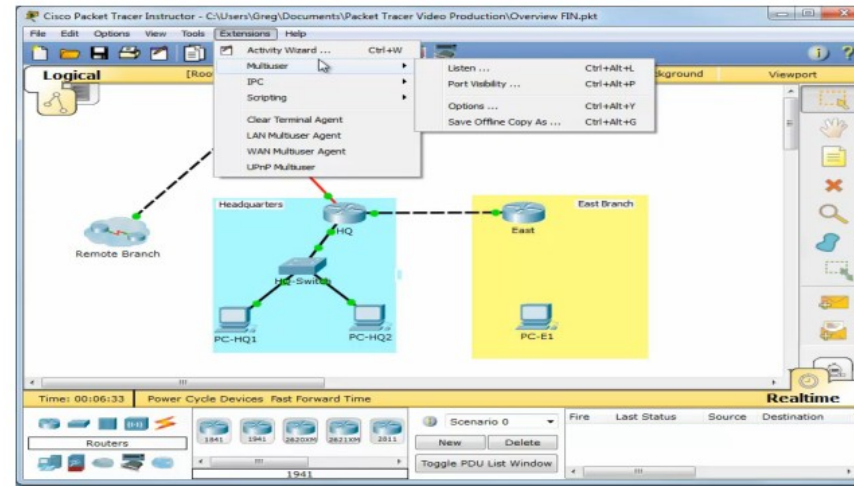 Cisco Packet Tracer Instructor - C:\Users\Greg\Documents\Packet Tracer Video Production\Overview FIN.pkt
File Edit Options View Tools Extensions Help
Activity Wizard ... Ctrl+W
Multiuser
IPC
Scripting
Clear Terminal Agent
LAN Multiuser Agent
WAN Multiuser Agent
UPnP Multiuser
Listen ... Ctrl+Alt+L
Port Visibility ... Ctrl+Alt+P
Options ... Ctrl+Alt+Y
Save Offline Copy As ... Ctrl+Alt+G
Logical [Roo kground Viewport
Headquarters East Branch
HQ East
Remote Branch
HQ-Switch
PC-HQ1 PC-HQ2 PC-E1
Time: 00:06:33 Power Cycle Devices Fast Forward Time Realtime
Routers
1841 1941 2620XM 2621XM 2811
1941
Scenario 0
New Delete
Toggle PDU List Window
Fire Last Status Source Destination